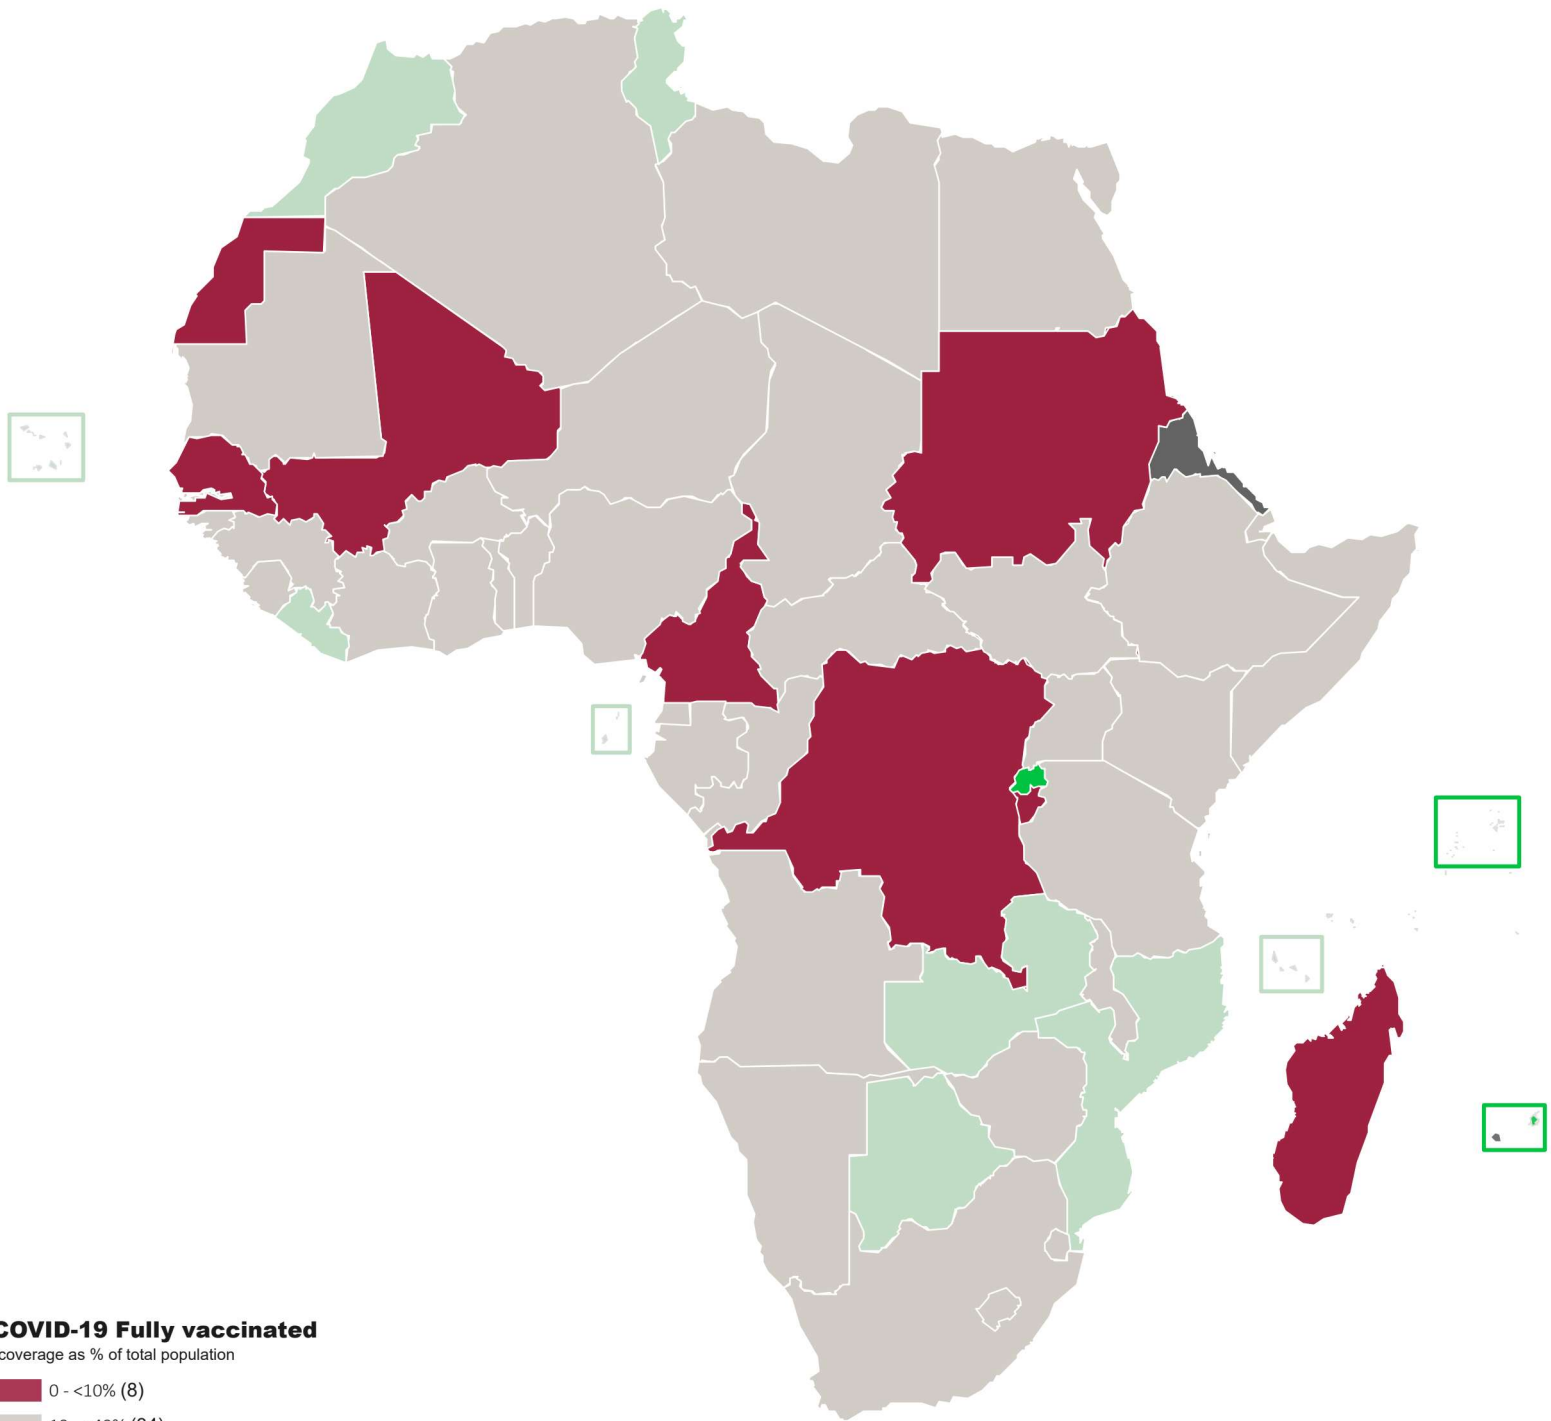 COVID-19 Fully vaccinated
coverage as % of total population
0 - <10% (8)